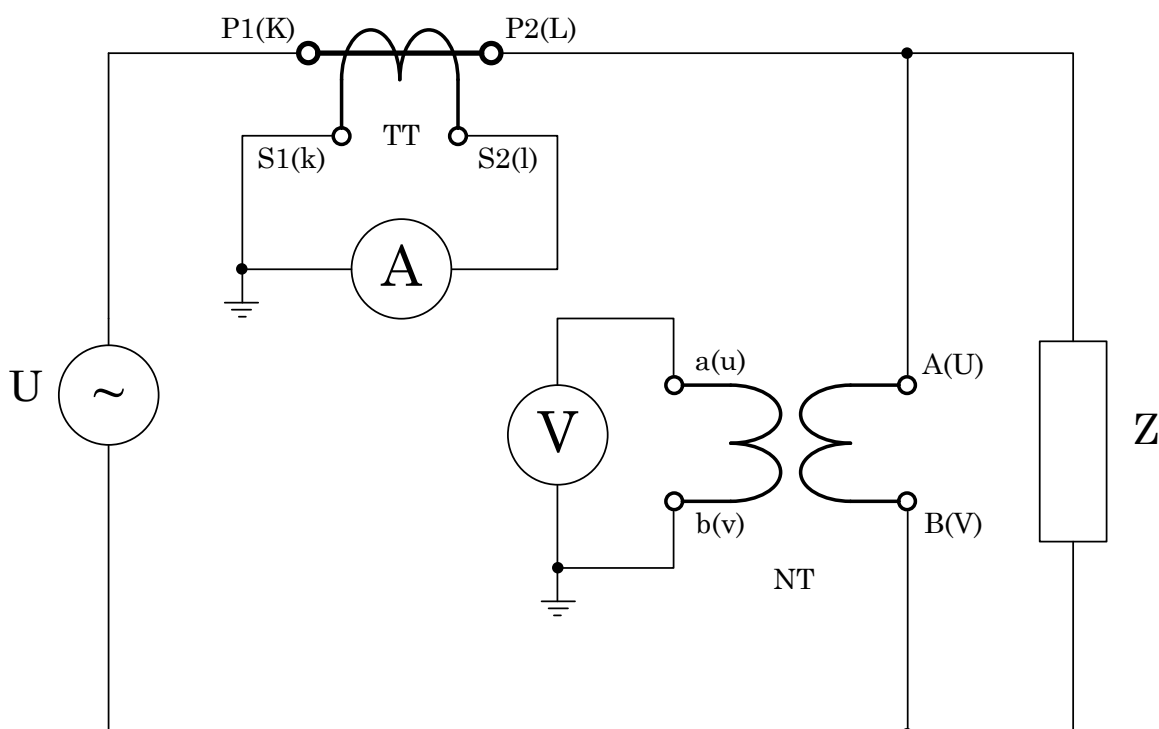 P1(K)
P2(L)
TT
S1(k)
S2(l)
A
U
~
a(u)
A(U)
V
Z
b(v)
B(V)
NT